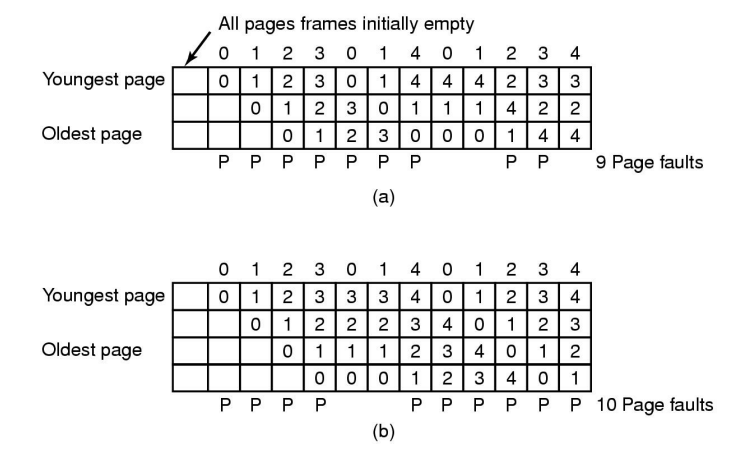 All pages frames initially empty
0 1 2 3 0 1 4 0 1 2 3 4
Youngest page 0 1 2 3 0 1 4 4 4 2 3 3
0 1 2 3 0 1 1 1 4 2 2
Oldest page 0 1 2 3 0 0 0 1 4 4
P P P P P P P P P 9 Page faults
(a)
0 1 2 3 0 1 4 0 1 2 3 4
Youngest page 0 1 2 3 3 3 4 0 1 2 3 4
0 1 2 2 2 3 4 0 1 2 3
Oldest page 0 1 1 1 2 3 4 0 1 2
0 0 0 1 2 3 4 0 1
P P P P P P P P P P 10 Page faults
(b)